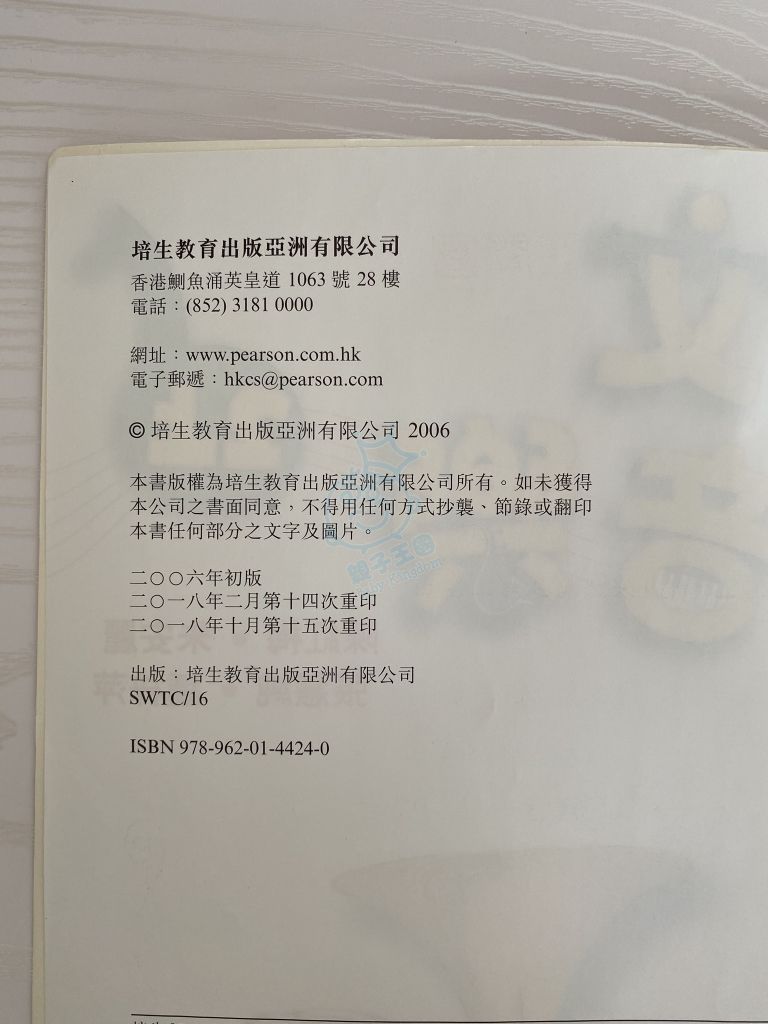 培生教育出版亞洲有限公司
香港鰂魚涌英皇道 1063 號 28 樓
電話：(852) 3181 0000
網址：www.pearson.com.hk
電子郵遞：hkcs@pearson.com
© 培生教育出版亞洲有限公司 2006
本書版權為培生教育出版亞洲有限公司所有。如未獲得
本公司之書面同意，不得用任何方式抄襲、節錄或翻印
本書任何部分之文字及圖片。
親子王國
Baby Kingdom
二○○六年初版
二○一八年二月第十四次重印
二○一八年十月第十五次重印
出版：培生教育出版亞洲有限公司
SWTC/16
ISBN 978-962-01-4424-0